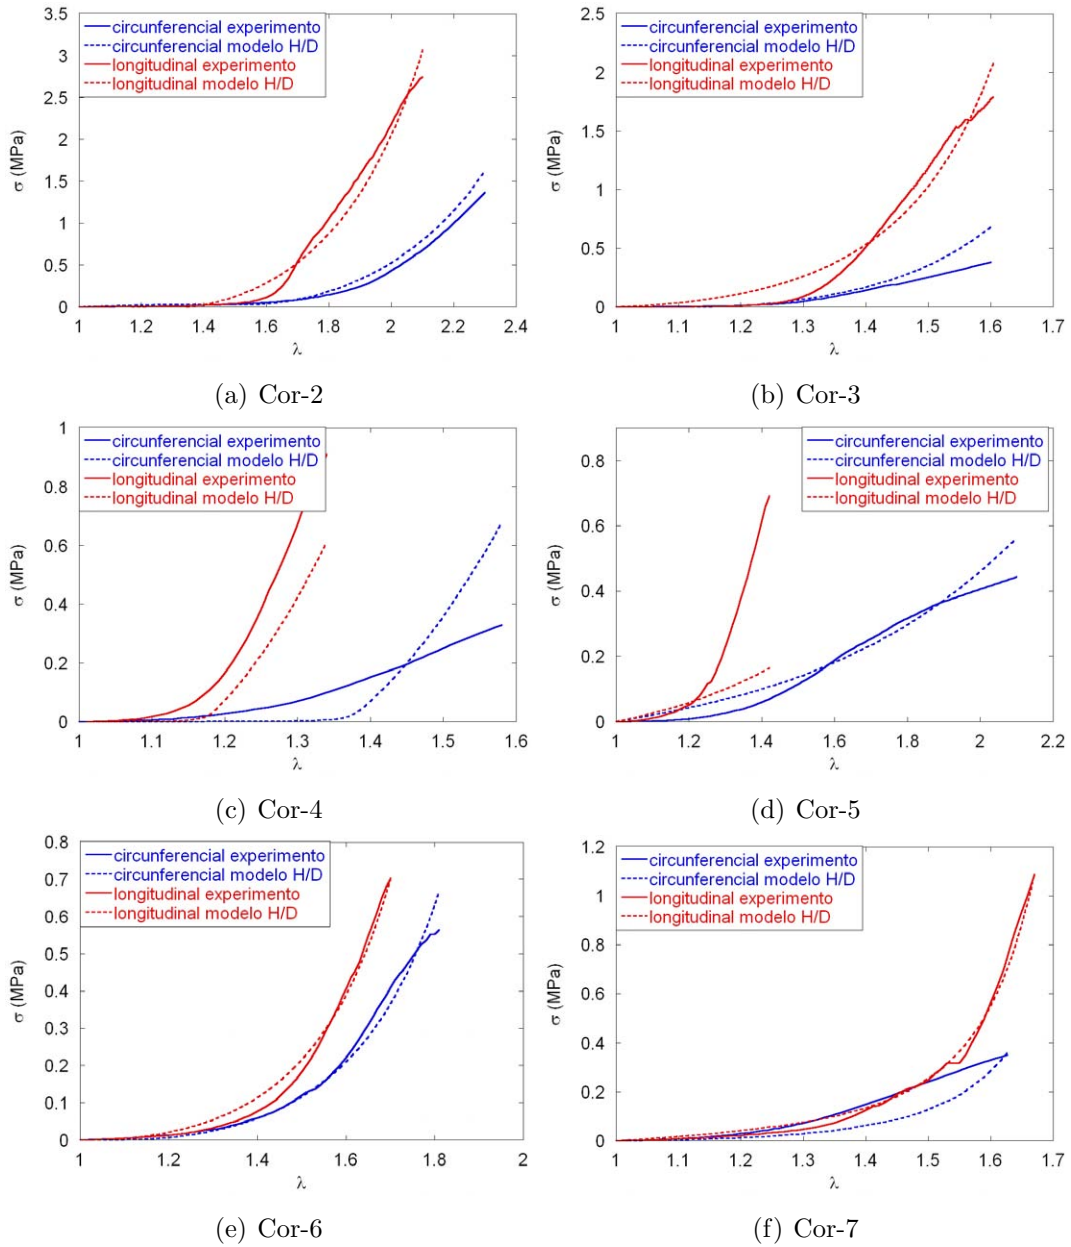 circunferencial experimento
circunferencial modelo H/D
longitudinal experimento
longitudinal modelo H/D
3.5
3
2.5
2
1.5
1
0.5
0
σ (MPa)
1 1.2 1.4 1.6 1.8 2 2.2 2.4
λ
(a) Cor-2
circunferencial experimento
circunferencial modelo H/D
longitudinal experimento
longitudinal modelo H/D
2.5
2
1.5
1
0.5
0
σ (MPa)
1 1.1 1.2 1.3 1.4 1.5 1.6 1.7
λ
(b) Cor-3
circunferencial experimento
circunferencial modelo H/D
longitudinal experimento
longitudinal modelo H/D
1
0.8
0.6
0.4
0.2
0
σ (MPa)
1 1.1 1.2 1.3 1.4 1.5 1.6
λ
(c) Cor-4
circunferencial experimento
circunferencial modelo H/D
longitudinal experimento
longitudinal modelo H/D
0.8
0.6
0.4
0.2
0
σ (MPa)
1 1.2 1.4 1.6 1.8 2 2.2
λ
(d) Cor-5
circunferencial experimento
circunferencial modelo H/D
longitudinal experimento
longitudinal modelo H/D
0.8
0.7
0.6
0.5
0.4
0.3
0.2
0.1
0
σ (MPa)
1 1.2 1.4 1.6 1.8 2
λ
(e) Cor-6
circunferencial experimento
circunferencial modelo H/D
longitudinal experimento
longitudinal modelo H/D
1.2
1
0.8
0.6
0.4
0.2
0
σ (MPa)
1 1.1 1.2 1.3 1.4 1.5 1.6 1.7
λ
(f) Cor-7